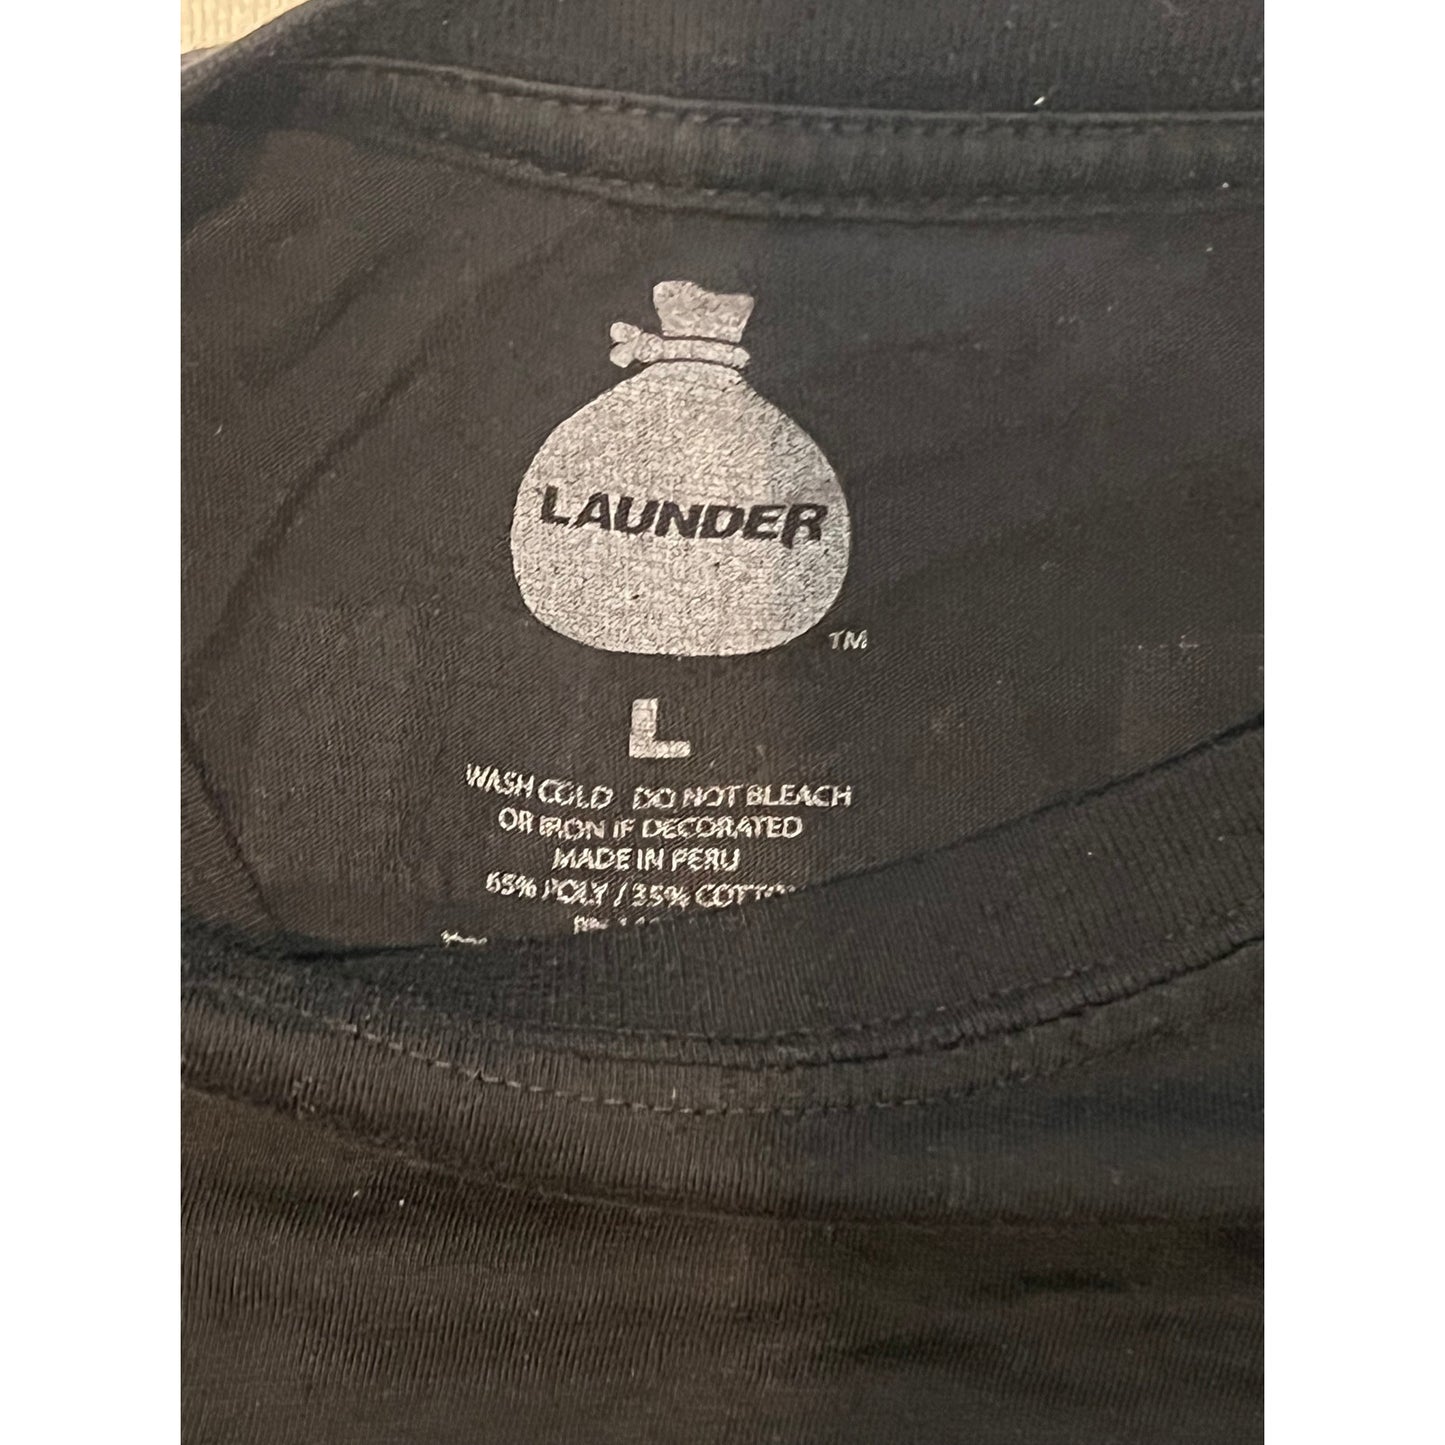 LAUNDER
TM
L
WASH COLD DO NOT BLEACH
OR IRON IF DECORATED
MADE IN PERU
65% POLY / 35% COTTON